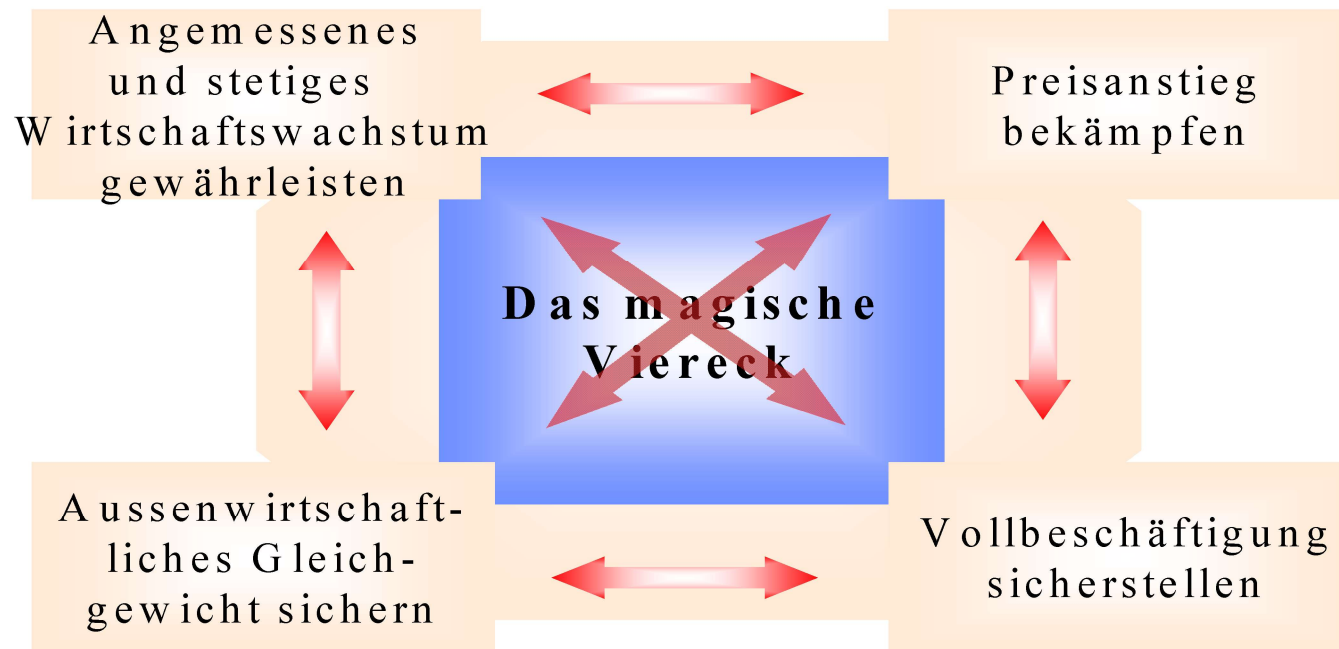 Angemessenes
und stetiges
Wirtschaftswachstum
gewährleisten
Preisanstieg
bekämpfen
Das magische
Viereck
Aussenwirtschaft-
liches Gleich-
gewicht sichern
Vollbeschäftigung
sicherstellen